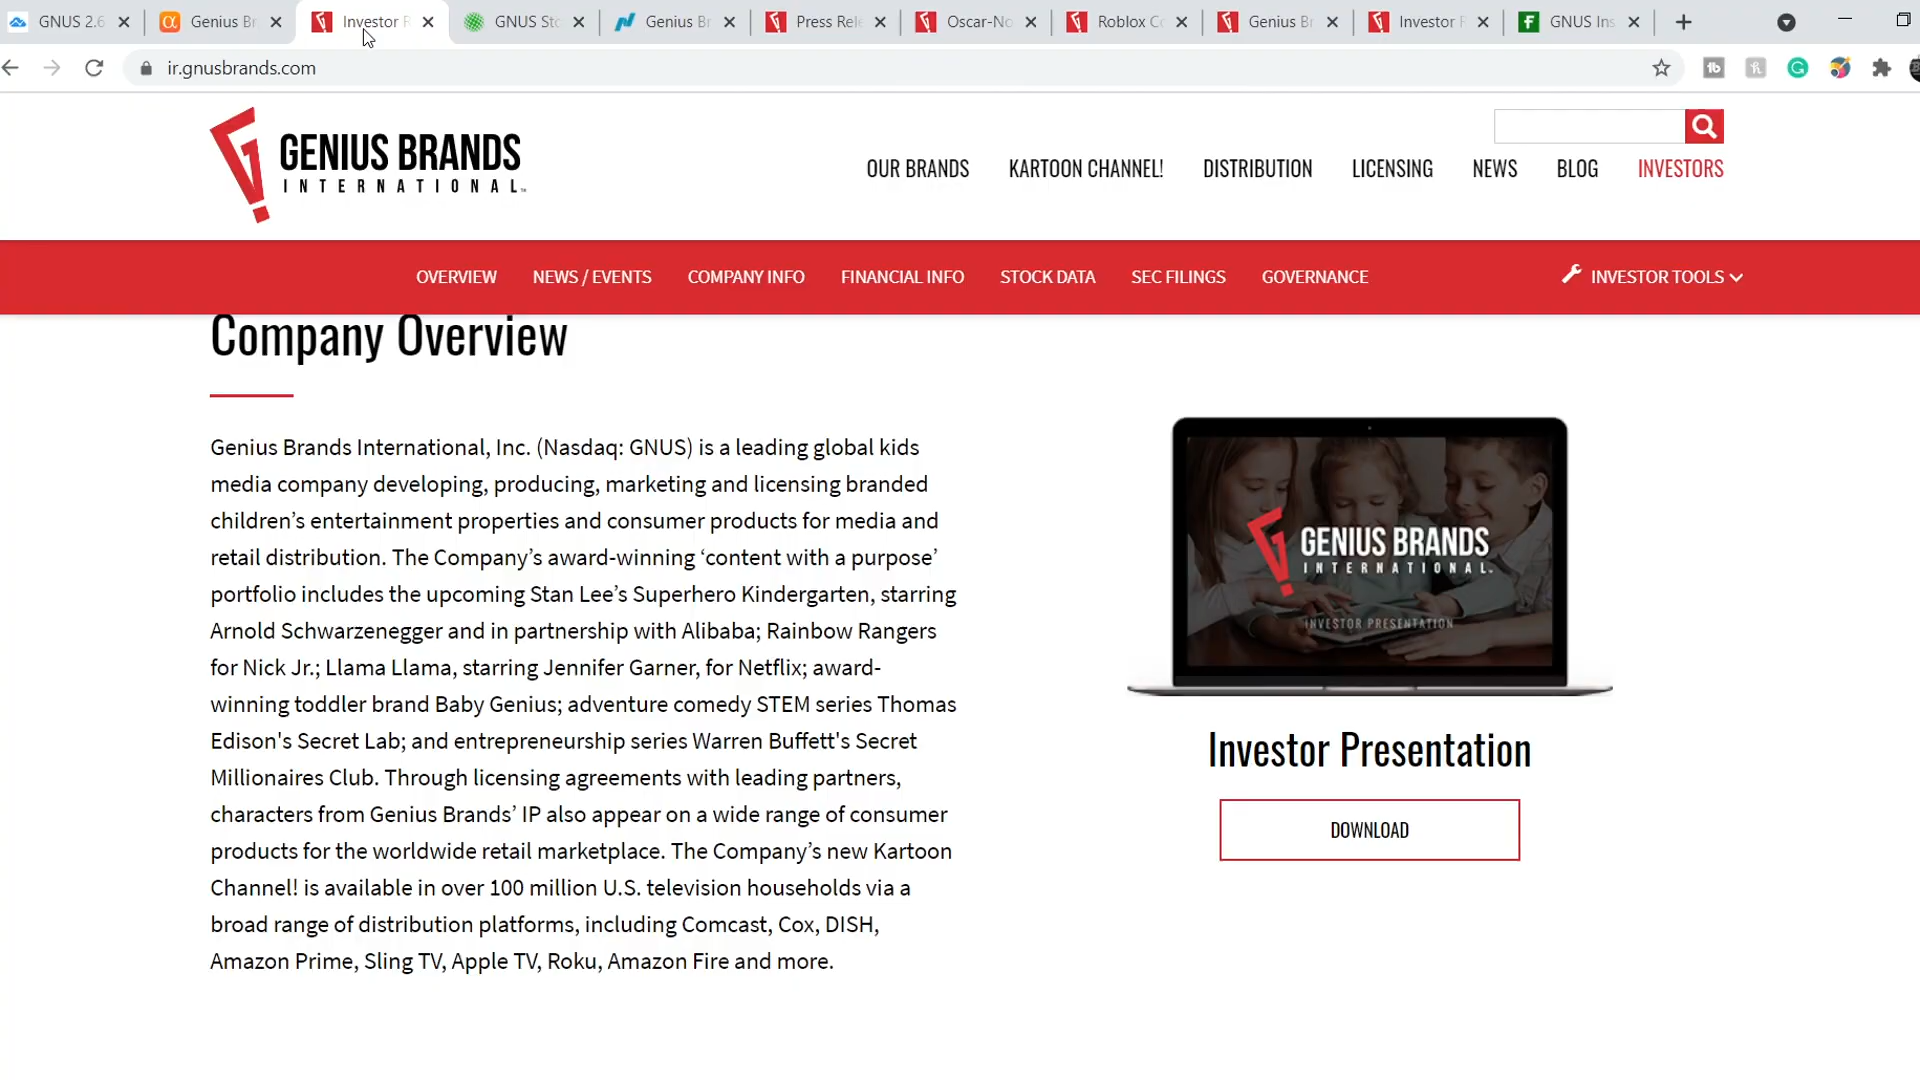 GNUS 2.6
Genius Br
Investor R
GNUS Sto
Genius Br
Press Rele
Oscar-No
Roblox Co
Genius Br
Investor R
GNUS Ins
ir.gnusbrands.com
GENIUS BRANDS
INTERNATIONAL
OUR BRANDS
KARTOON CHANNEL!
DISTRIBUTION
LICENSING
NEWS
BLOG
INVESTORS
OVERVIEW
NEWS / EVENTS
COMPANY INFO
FINANCIAL INFO
STOCK DATA
SEC FILINGS
GOVERNANCE
INVESTOR TOOLS
Company Overview
Genius Brands International, Inc. (Nasdaq: GNUS) is a leading global kids
media company developing, producing, marketing and licensing branded
children’s entertainment properties and consumer products for media and
retail distribution. The Company’s award-winning ‘content with a purpose’
portfolio includes the upcoming Stan Lee’s Superhero Kindergarten, starring
Arnold Schwarzenegger and in partnership with Alibaba; Rainbow Rangers
for Nick Jr.; Llama Llama, starring Jennifer Garner, for Netflix; award-
winning toddler brand Baby Genius; adventure comedy STEM series Thomas
Edison's Secret Lab; and entrepreneurship series Warren Buffett's Secret
Millionaires Club. Through licensing agreements with leading partners,
characters from Genius Brands’ IP also appear on a wide range of consumer
products for the worldwide retail marketplace. The Company’s new Kartoon
Channel! is available in over 100 million U.S. television households via a
broad range of distribution platforms, including Comcast, Cox, DISH,
Amazon Prime, Sling TV, Apple TV, Roku, Amazon Fire and more.
GENIUS BRANDS
INTERNATIONAL
INVESTOR PRESENTATION
Investor Presentation
DOWNLOAD